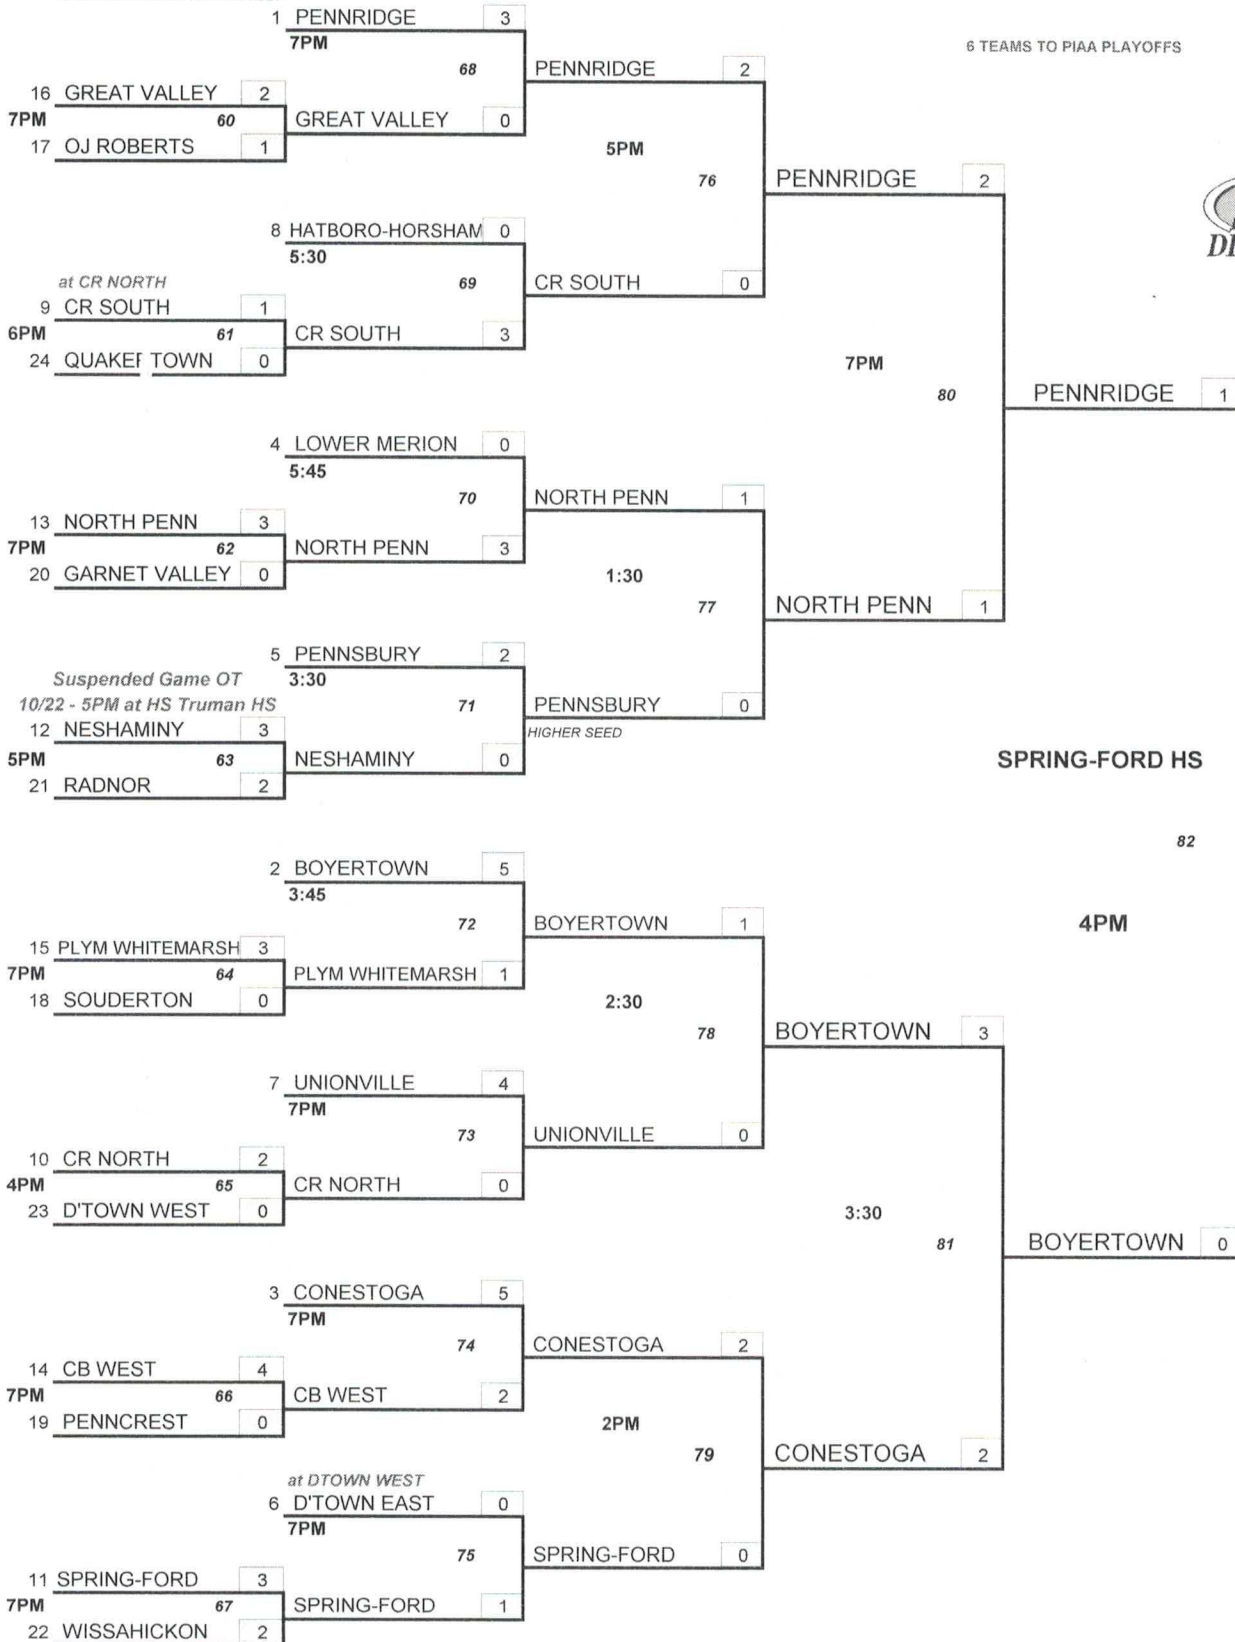 1 PENNRIDGE 3
7PM
6 TEAMS TO PIAA PLAYOFFS
68 PENNRIDGE 2
16 GREAT VALLEY 2
7PM 60 GREAT VALLEY 0
17 OJ ROBERTS 1
5PM
76 PENNRIDGE 2
8 HATBORO-HORSHAM 0
5:30
at CR NORTH
69 CR SOUTH 0
9 CR SOUTH 1
6PM 61 CR SOUTH 3
24 QUAKERTOWN 0
7PM
80 PENNRIDGE 1
4 LOWER MERION 0
5:45
70 NORTH PENN 1
13 NORTH PENN 3
7PM 62 NORTH PENN 3
20 GARNET VALLEY 0
1:30
77 NORTH PENN 1
5 PENNSBURY 2
3:30
Suspended Game OT
10/22 - 5PM at HS Truman HS
71 PENNSBURY 0
HIGHER SEED
12 NESHAMINY 3
5PM 63 NESHAMINY 0
21 RADNOR 2
SPRING-FORD HS
82
4PM
2 BOYERTOWN 5
3:45
72 BOYERTOWN 1
15 PLYM WHITEMARSH 3
7PM 64 PLYM WHITEMARSH 1
18 SOUDERTON 0
2:30
78 BOYERTOWN 3
7 UNIONVILLE 4
7PM
73 UNIONVILLE 0
10 CR NORTH 2
4PM 65 CR NORTH 0
23 D'TOWN WEST 0
3:30
81 BOYERTOWN 0
3 CONESTOGA 5
7PM
74 CONESTOGA 2
14 CB WEST 4
7PM 66 CB WEST 2
19 PENNCREST 0
2PM
79 CONESTOGA 2
at DTOWN WEST
6 D'TOWN EAST 0
7PM
75 SPRING-FORD 0
11 SPRING-FORD 3
7PM 67 SPRING-FORD 1
22 WISSAHICKON 2